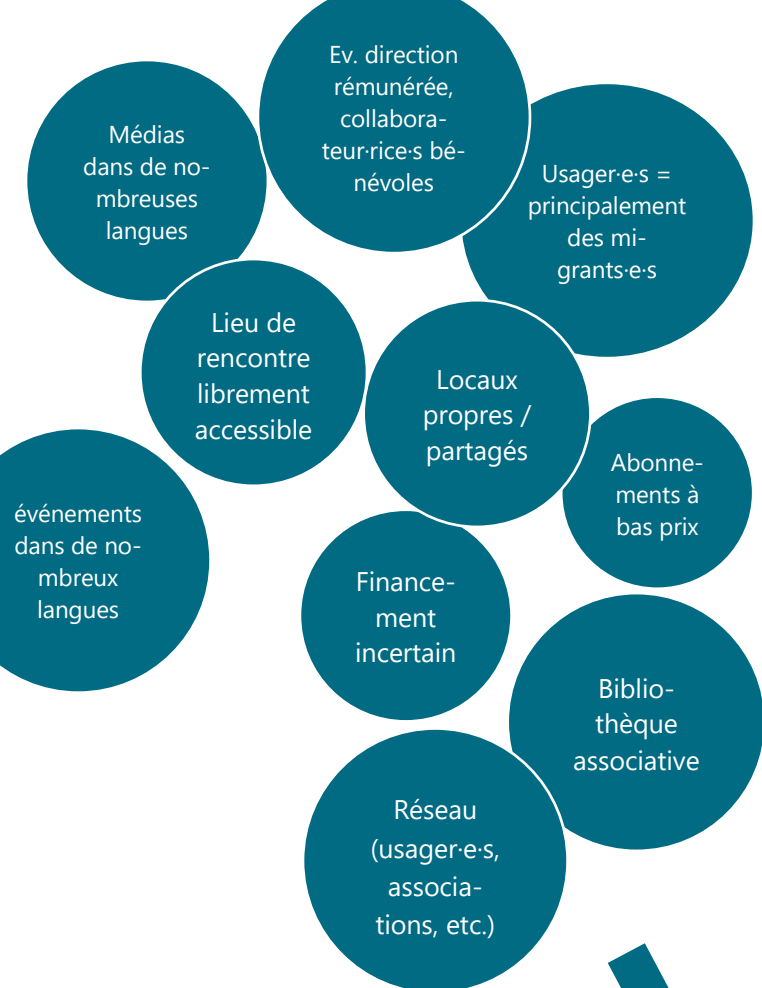 Ev. direction
rémunérée,
collabora-
teur·rice·s bé-
névoles
Médias
dans de no-
mbreuses
langues
Usager·e·s =
principalement
des mi-
grants·e·s
Lieu de
rencontre
librement
accessible
Locaux
propres /
partagés
Abonne-
ments à
bas prix
événements
dans de no-
mbreux
langues
Finance-
ment
incertain
Biblio-
thèque
associative
Réseau
(usager·e·s,
associa-
tions, etc.)